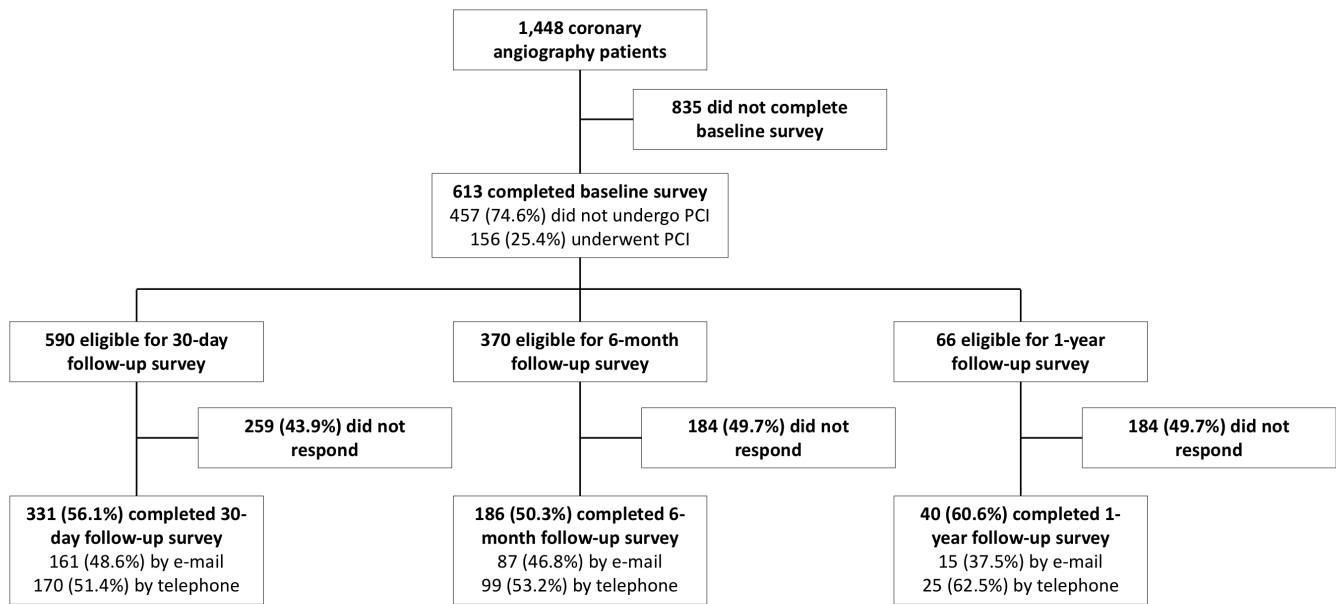 1,448 coronary
angiography patients
835 did not complete
baseline survey
613 completed baseline survey
457 (74.6%) did not undergo PCI
156 (25.4%) underwent PCI
590 eligible for 30-day
follow-up survey
370 eligible for 6-month
follow-up survey
66 eligible for 1-year
follow-up survey
259 (43.9%) did not
respond
184 (49.7%) did not
respond
184 (49.7%) did not
respond
331 (56.1%) completed 30-
day follow-up survey
161 (48.6%) by e-mail
170 (51.4%) by telephone
186 (50.3%) completed 6-
month follow-up survey
87 (46.8%) by e-mail
99 (53.2%) by telephone
40 (60.6%) completed 1-
year follow-up survey
15 (37.5%) by e-mail
25 (62.5%) by telephone